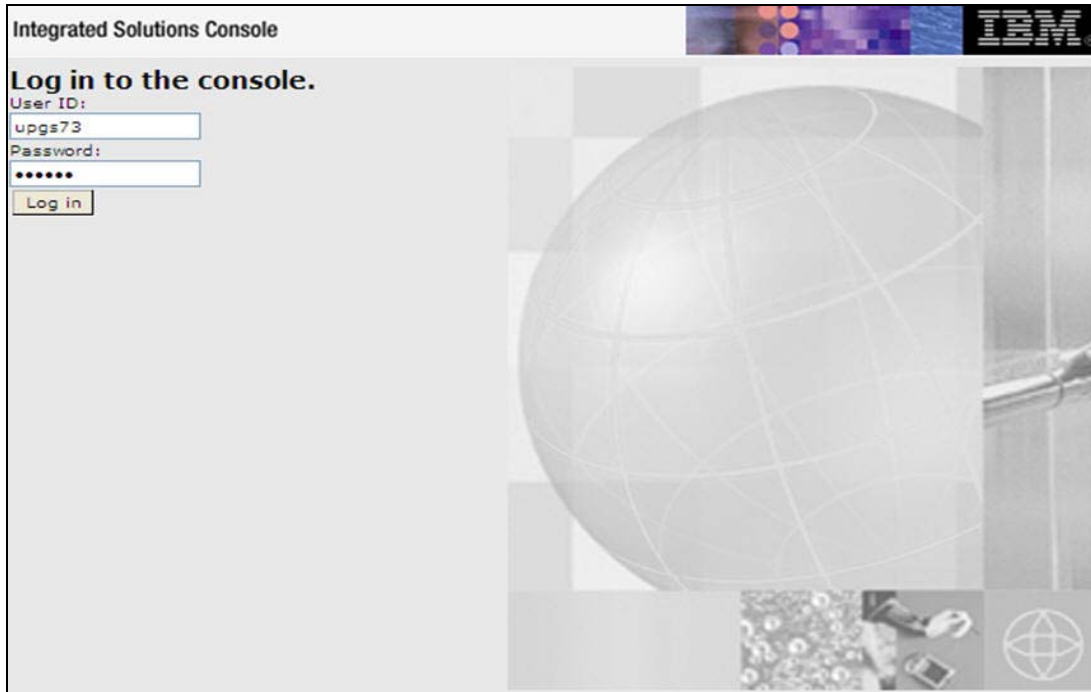 Integrated Solutions Console
IBM®
Log in to the console.
User ID:
upgs73
Password:
••••••
Log in